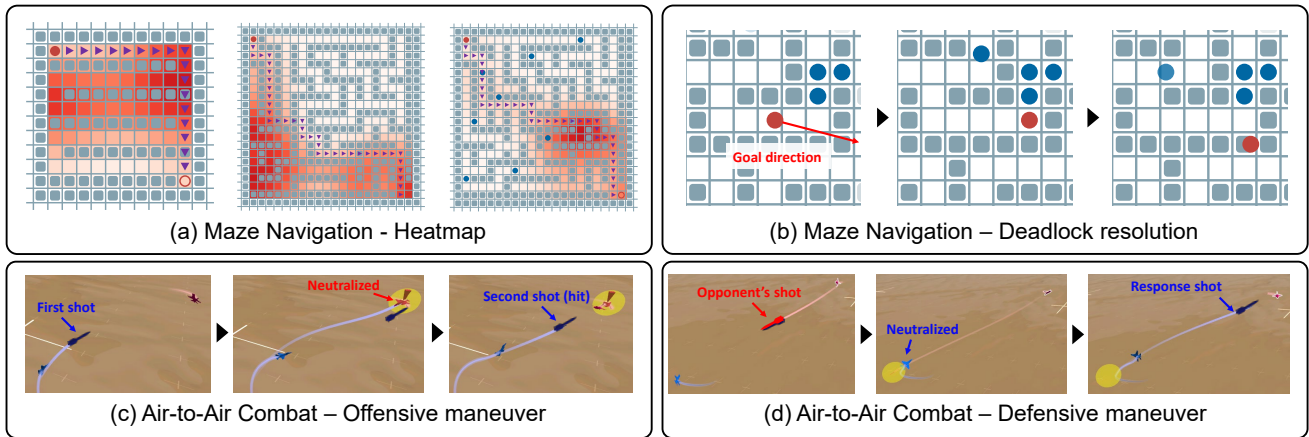 Goal direction
(a) Maze Navigation - Heatmap
(b) Maze Navigation – Deadlock resolution
First shot
Neutralized
Second shot (hit)
Opponent's shot
Neutralized
Response shot
(c) Air-to-Air Combat – Offensive maneuver
(d) Air-to-Air Combat – Defensive maneuver